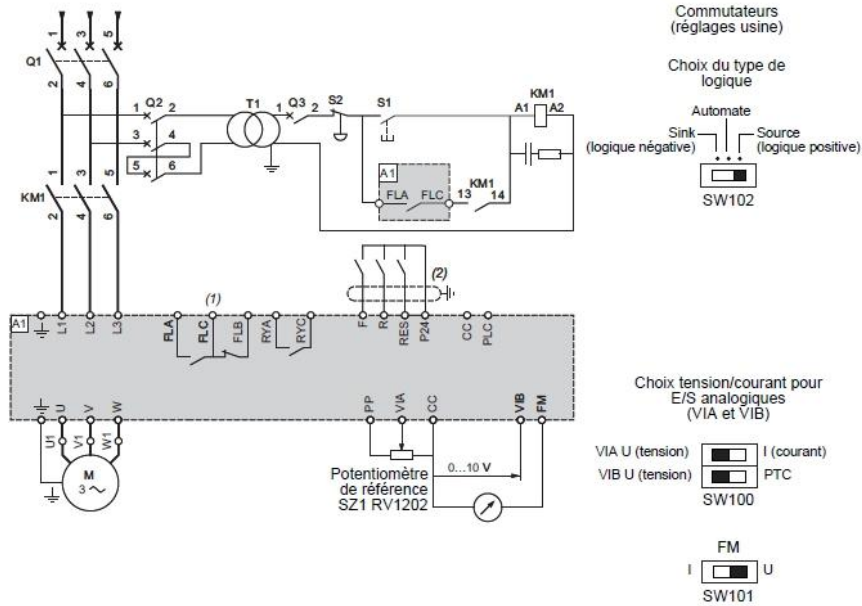 Commutateurs
(réglages usine)
Choix du type de
logique
Automate
Sink
(logique négative)
Source
(logique positive)
SW102
1 3 5
Q1
2 4 6
1 Q2 2
3 4
5 6
T1
1 Q3 2
S2
S1
KM1
A1 A2
A1
FLA FLC
13 KM1 14
1 3 5
KM1
2 4 6
(1)
(2)
A1
L1
L2
L3
FLA
FLC
FLB
RYA
RYC
F
R
RES
P24
CC
PLC
U
V
W
PP
VIA
CC
VIB
FM
U1
V1
W1
M
3
Potentiomètre
de référence
SZ1 RV1202
0...10 V
Choix tension/courant pour
E/S analogiques
(VIA et VIB)
VIA U (tension) I (courant)
VIB U (tension) PTC
SW100
FM
I U
SW101